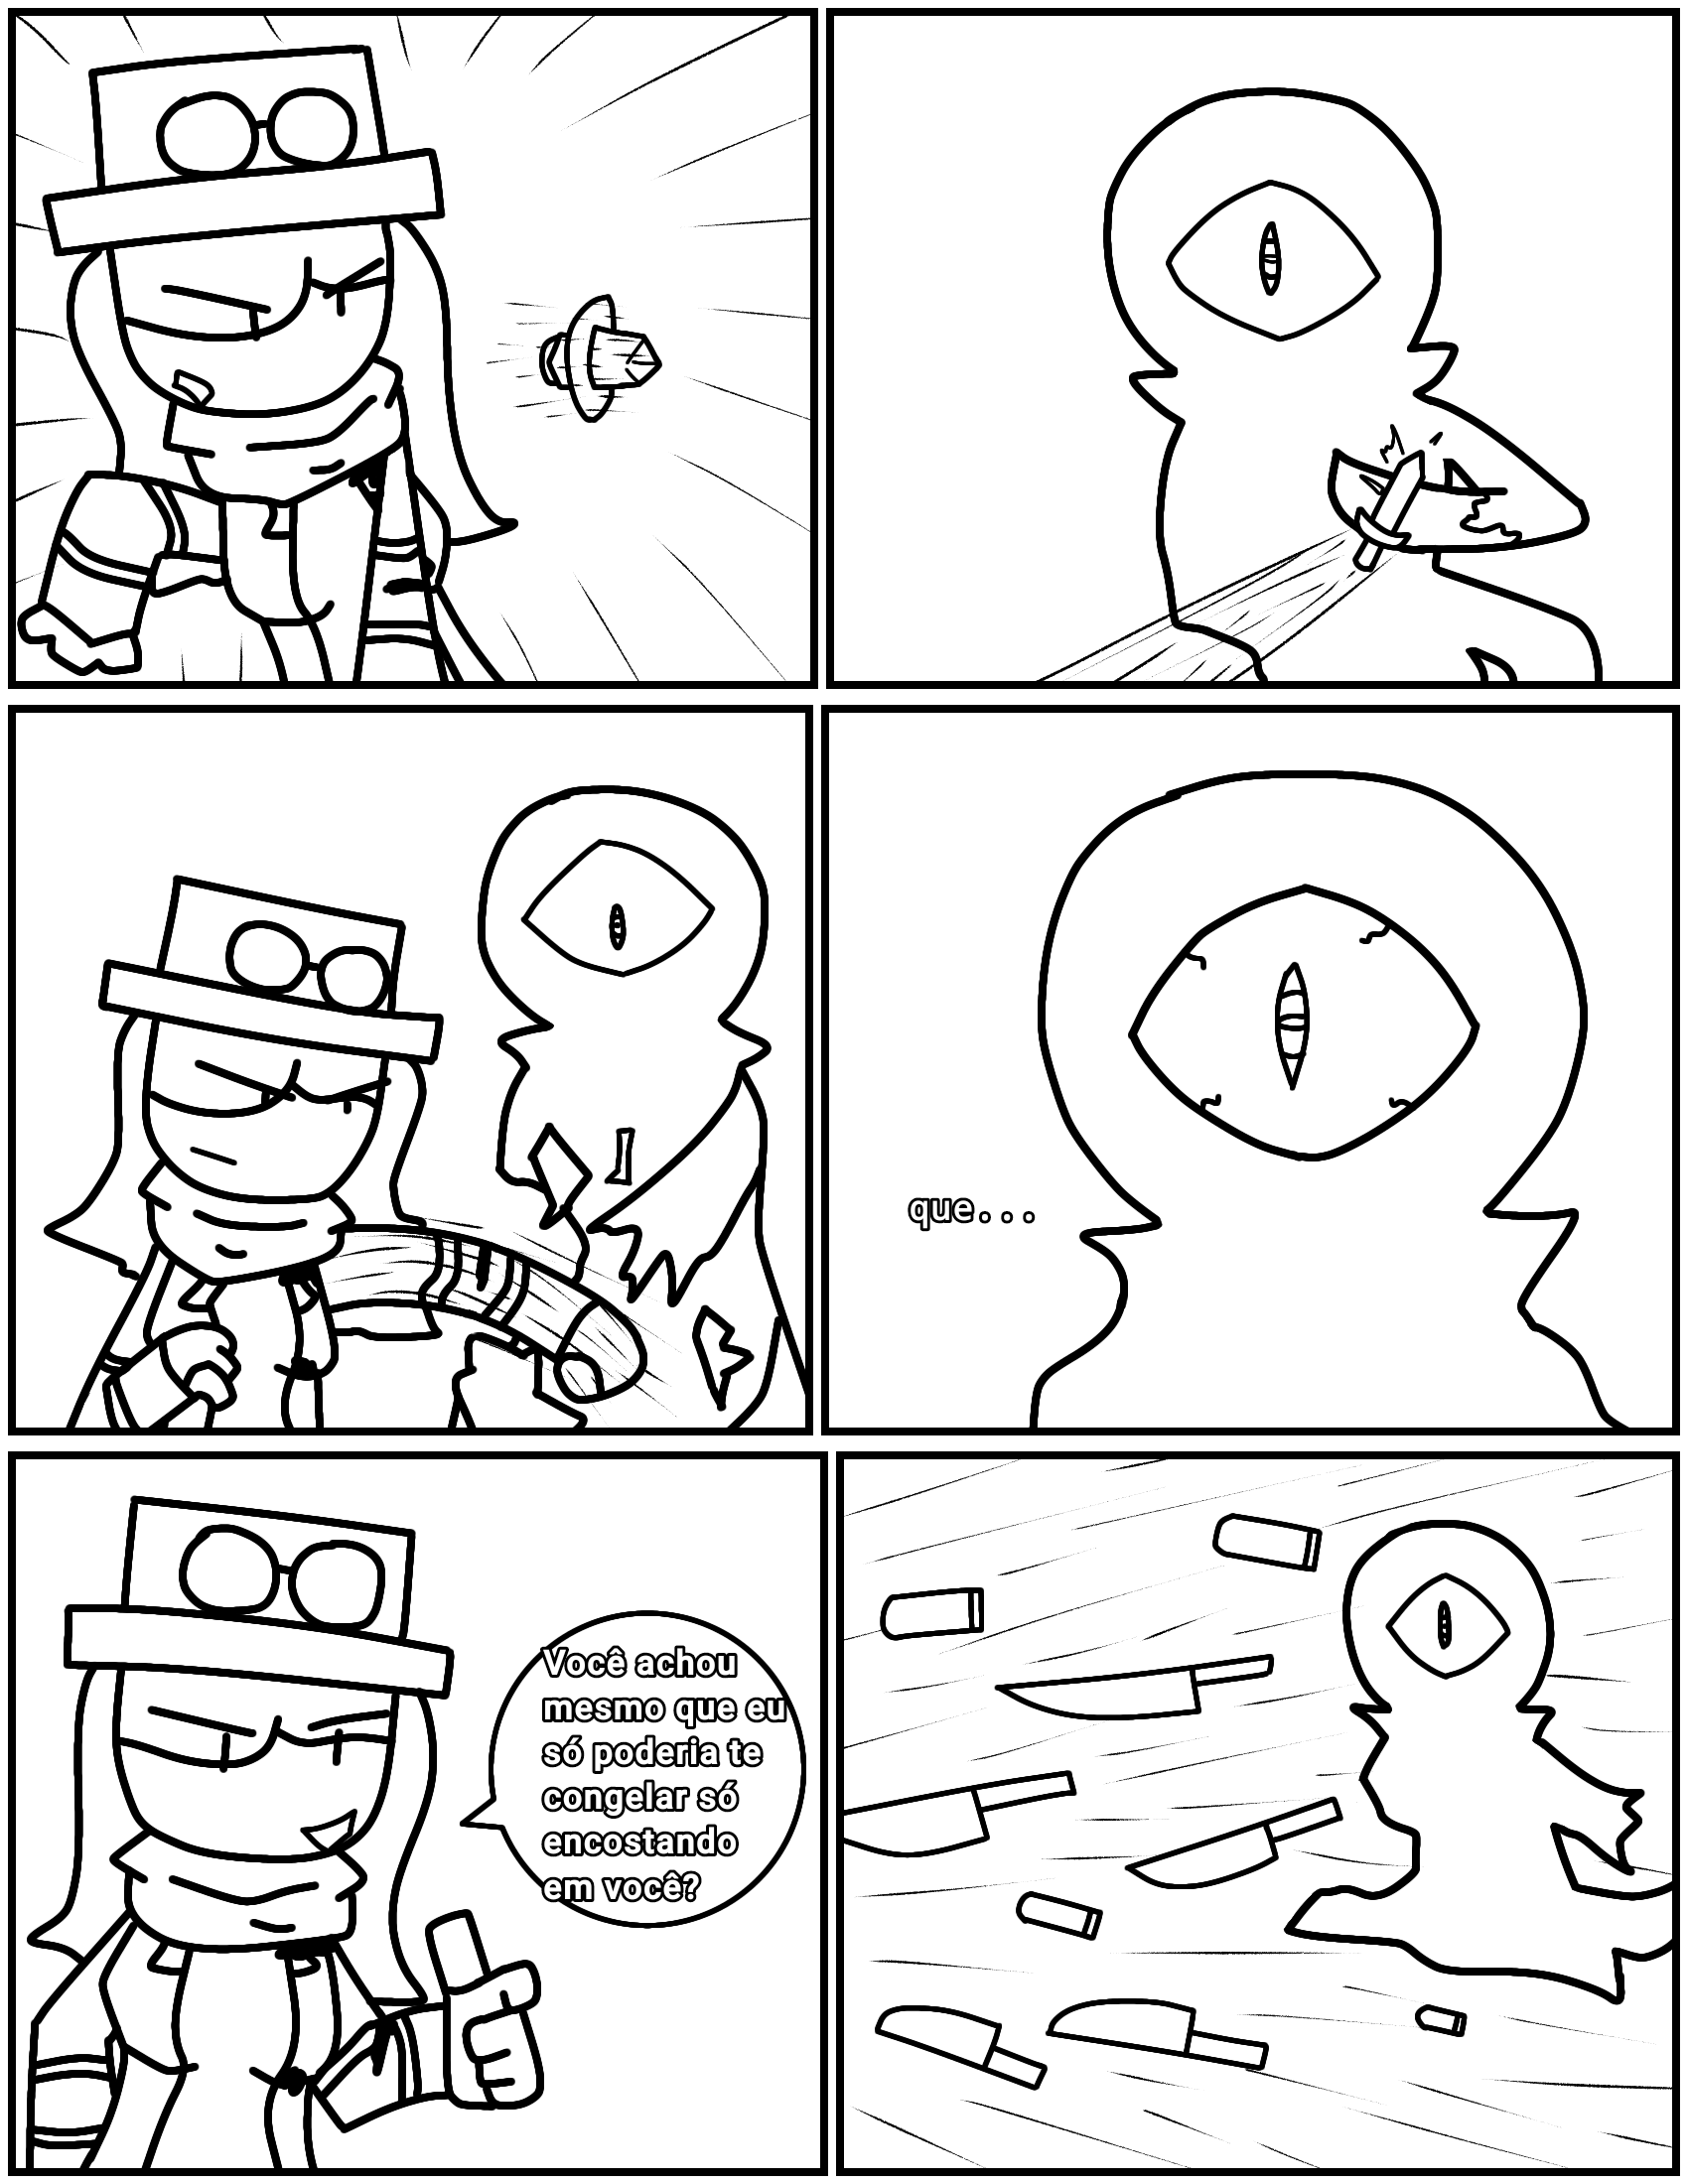 que...
Você achou
mesmo que eu
só poderia te
congelar só
encostando
em você?